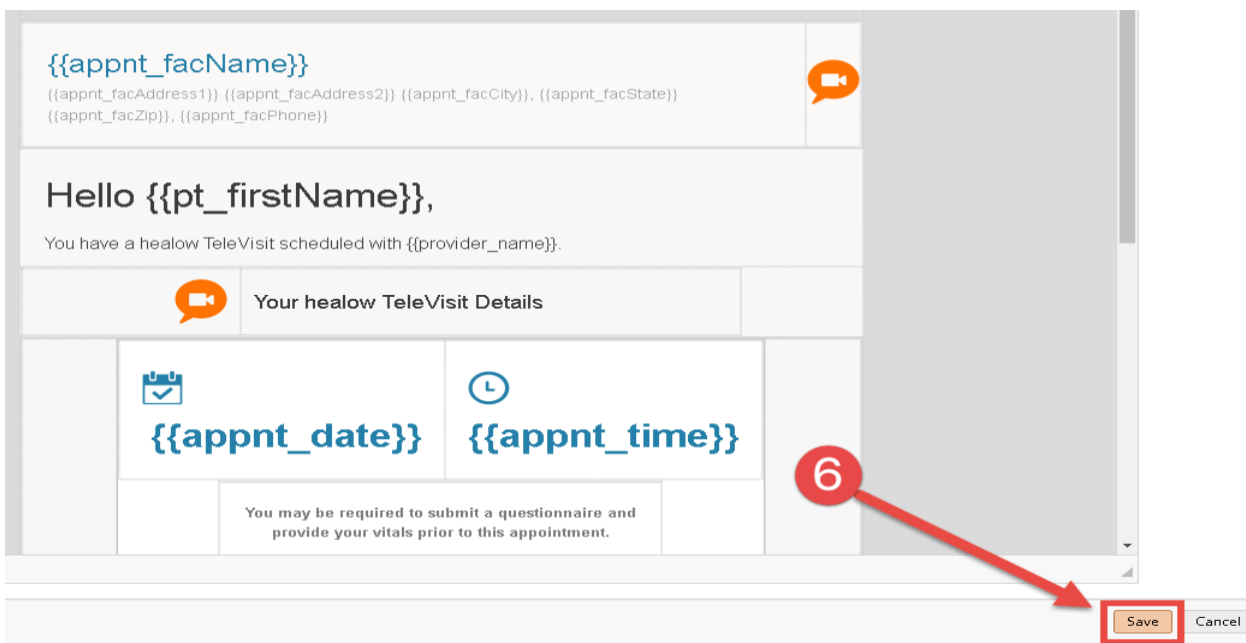 {{appnt_facName}}
{{appnt_facAddress1}} {{appnt_facAddress2}} {{appnt_facCity}}, {{appnt_facState}}
{{appnt_facZip}}, {{appnt_facPhone}}
Hello {{pt_firstName}},
You have a healow TeleVisit scheduled with {{provider_name}}.
Your healow TeleVisit Details
{{appnt_date}} {{appnt_time}}
6
You may be required to submit a questionnaire and
provide your vitals prior to this appointment.
Save Cancel